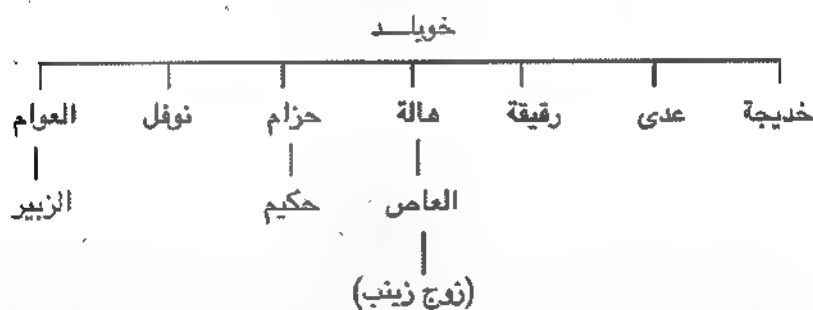 خويلد
خديجة عدى رقيقة هالة حزام نوفل العوام
العاص حكيم الزبير
(زوج زينب)